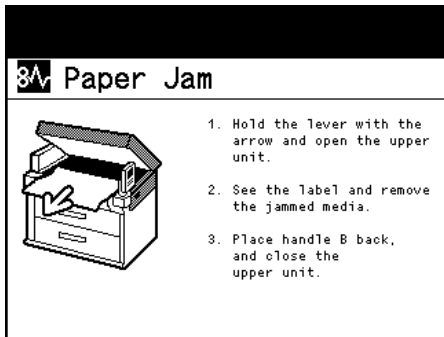 Paper Jam
1. Hold the lever with the
arrow and open the upper
unit.
2. See the label and remove
the jammed media.
3. Place handle B back,
and close the
upper unit.